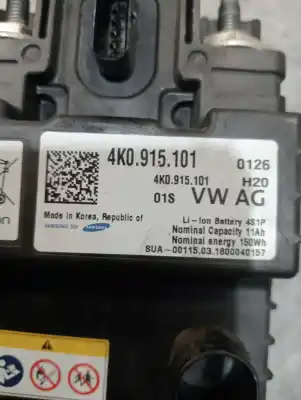 4K0.915.101 0126
4K0.915.101 H20
01S VW AG
Made in Korea, Republic of
SAMSUNG SDI SAMSUNG
Li-Ion Battery 4S1P
Nominal Capacity 11Ah
Nominal energy 150Wh
SUA-00115.03.1800040157